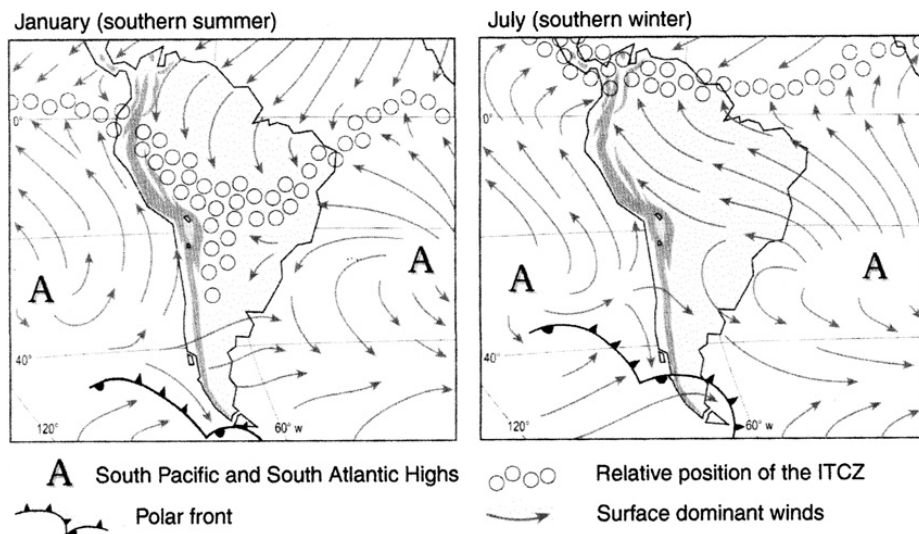 January (southern summer)
July (southern winter)
0°
A
A
40°
120°
60° w
0°
A
A
40°
120°
60° w
A South Pacific and South Atlantic Highs
Relative position of the ITCZ
Polar front
Surface dominant winds